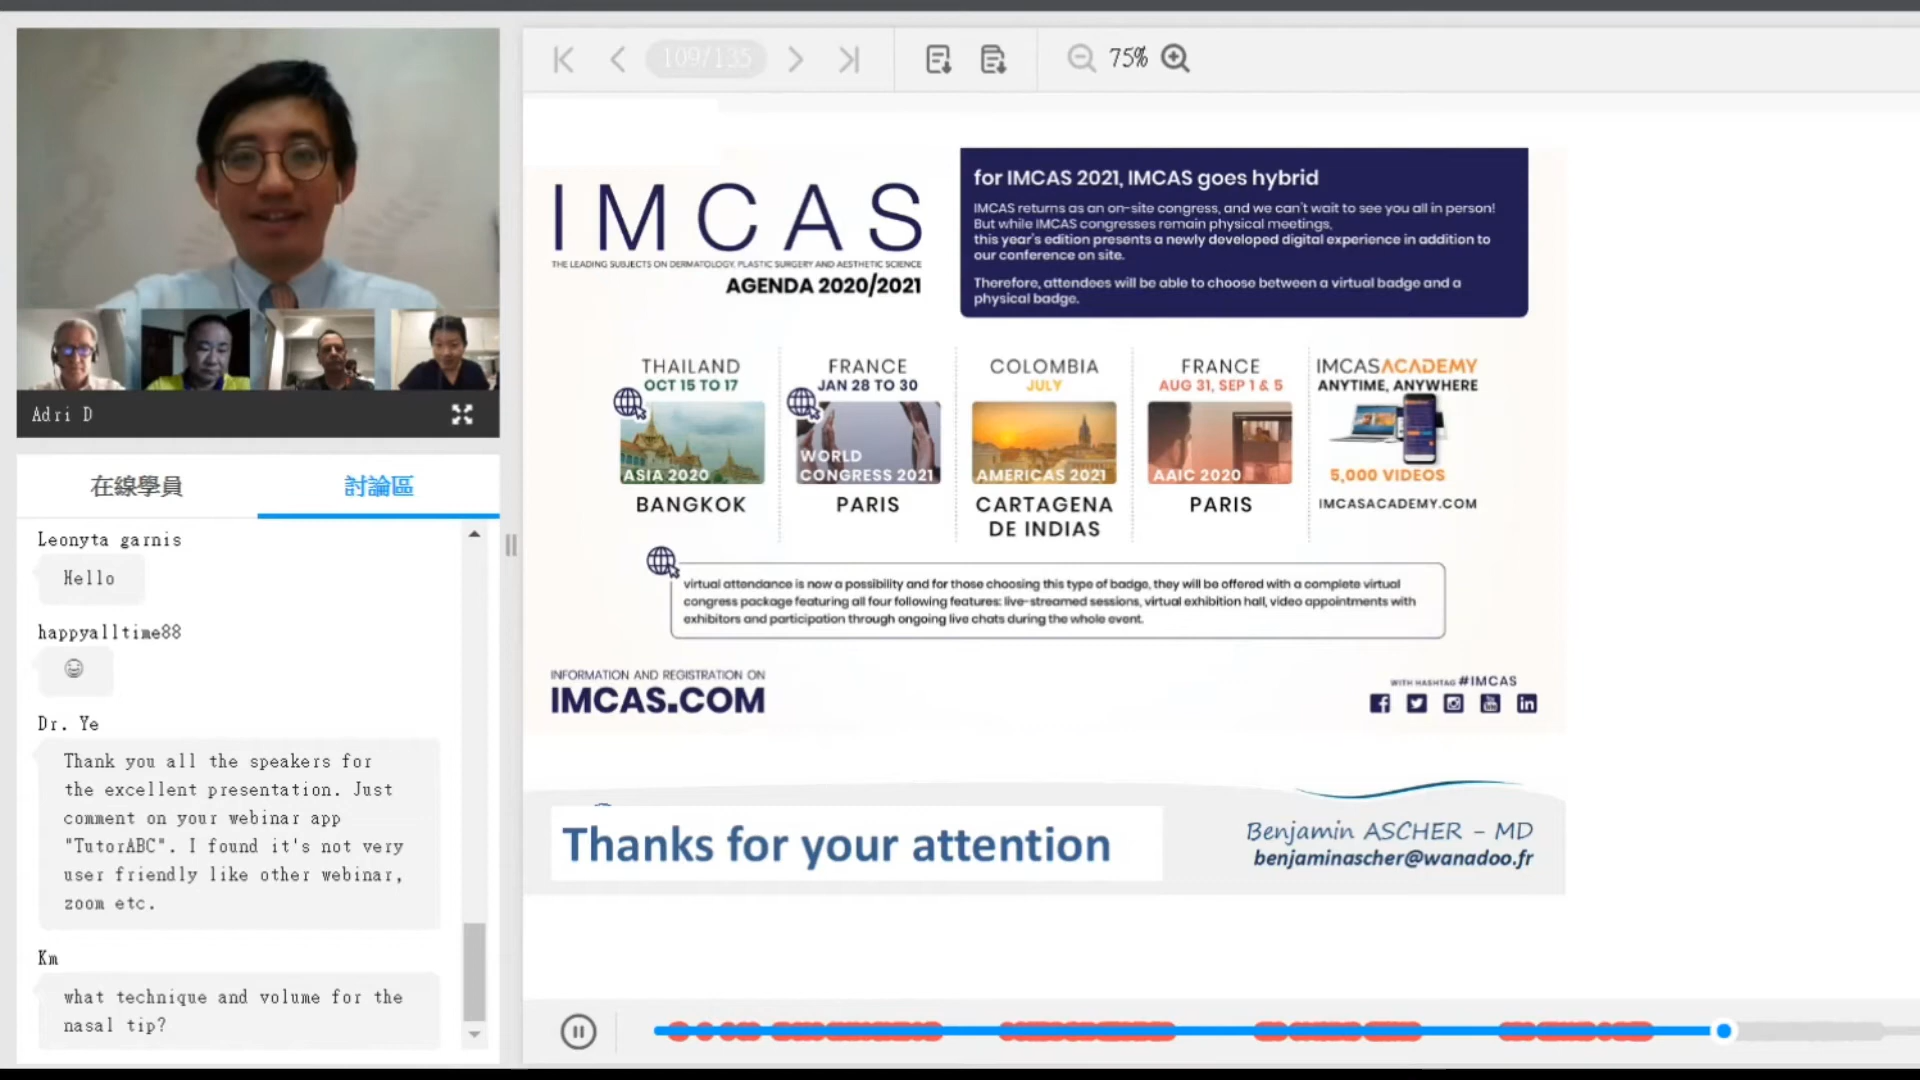 109/135
75%
Adri D
在線學員
討論區
Leonyta garnis
Hello
happyalltime88
Dr. Ye
Thank you all the speakers for
the excellent presentation. Just
comment on your webinar app
"TutorABC". I found it's not very
user friendly like other webinar,
zoom etc.
Km
what technique and volume for the
nasal tip?
IMCAS
THE LEADING SUBJECTS ON DERMATOLOGY, PLASTIC SURGERY AND AESTHETIC SCIENCE
AGENDA 2020/2021
for IMCAS 2021, IMCAS goes hybrid
IMCAS returns as an on-site congress, and we can't wait to see you all in person!
But while IMCAS congresses remain physical meetings,
this year's edition presents a newly developed digital experience in addition to
our conference on site.
Therefore, attendees will be able to choose between a virtual badge and a
physical badge.
THAILAND
OCT 15 TO 17
ASIA 2020
BANGKOK
FRANCE
JAN 28 TO 30
WORLD
CONGRESS 2021
PARIS
COLOMBIA
JULY
AMERICAS 2021
CARTAGENA
DE INDIAS
FRANCE
AUG 31, SEP 1 & 5
AAIC 2020
PARIS
IMCASACADEMY
ANYTIME, ANYWHERE
5,000 VIDEOS
IMCASACADEMY.COM
virtual attendance is now a possibility and for those choosing this type of badge, they will be offered with a complete virtual
congress package featuring all four following features: live-streamed sessions, virtual exhibition hall, video appointments with
exhibitors and participation through ongoing live chats during the whole event.
INFORMATION AND REGISTRATION ON
IMCAS.COM
WITH HASHTAG #IMCAS
Thanks for your attention
Benjamin ASCHER - MD
benjaminascher@wanadoo.fr